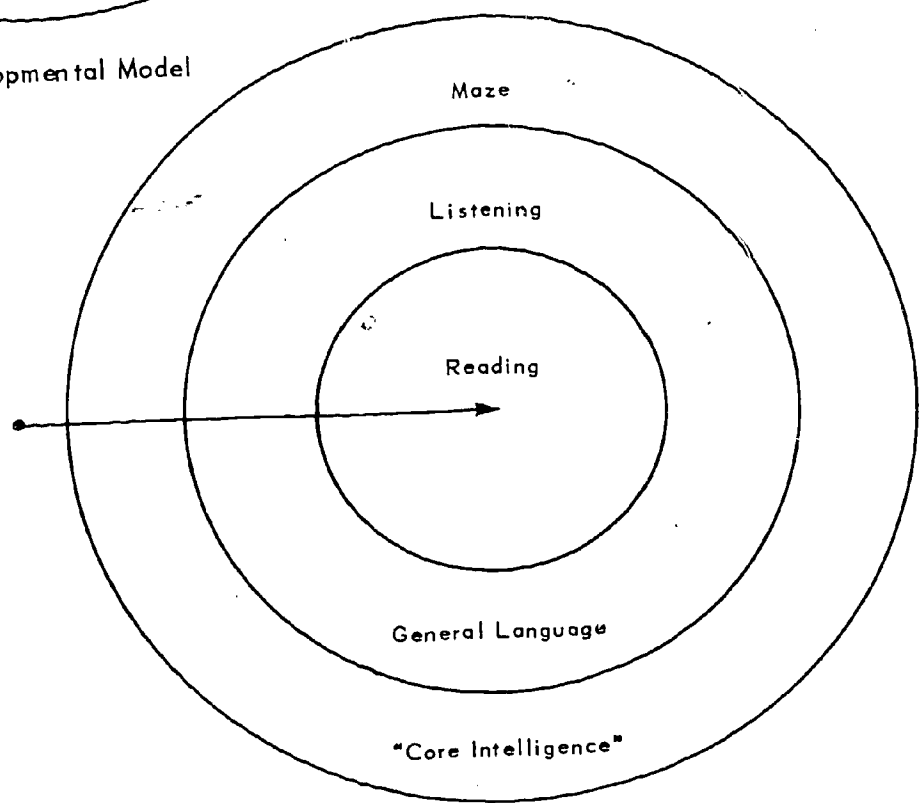 opmental Model
Maze
Listening
Reading
General Language
"Core Intelligence"